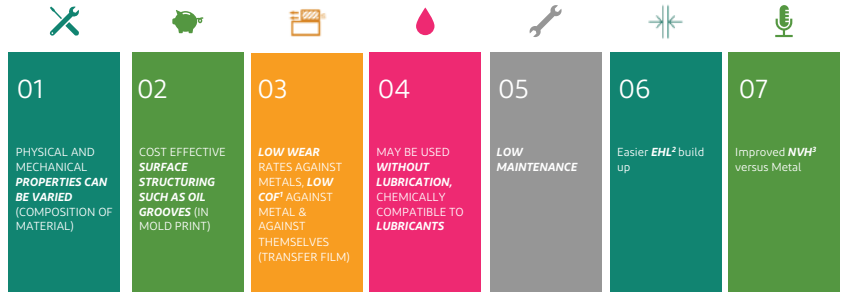 01
PHYSICAL AND
MECHANICAL
PROPERTIES CAN
BE VARIED
(COMPOSITION OF
MATERIAL)
02
COST EFFECTIVE
SURFACE
STRUCTURING
SUCH AS OIL
GROOVES (IN
MOLD PRINT)
03
LOW WEAR
RATES AGAINST
METALS, LOW
COF¹ AGAINST
METAL &
AGAINST
THEMSELVES
(TRANSFER FILM)
04
MAY BE USED
WITHOUT
LUBRICATION,
CHEMICALLY
COMPATIBLE TO
LUBRICANTS
05
LOW
MAINTENANCE
06
Easier EHL² build
up
07
Improved NVH³
versus Metal